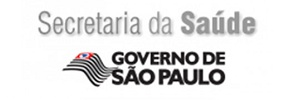 Secretaria da Saúde
GOVERNO DE
SÃO PAULO